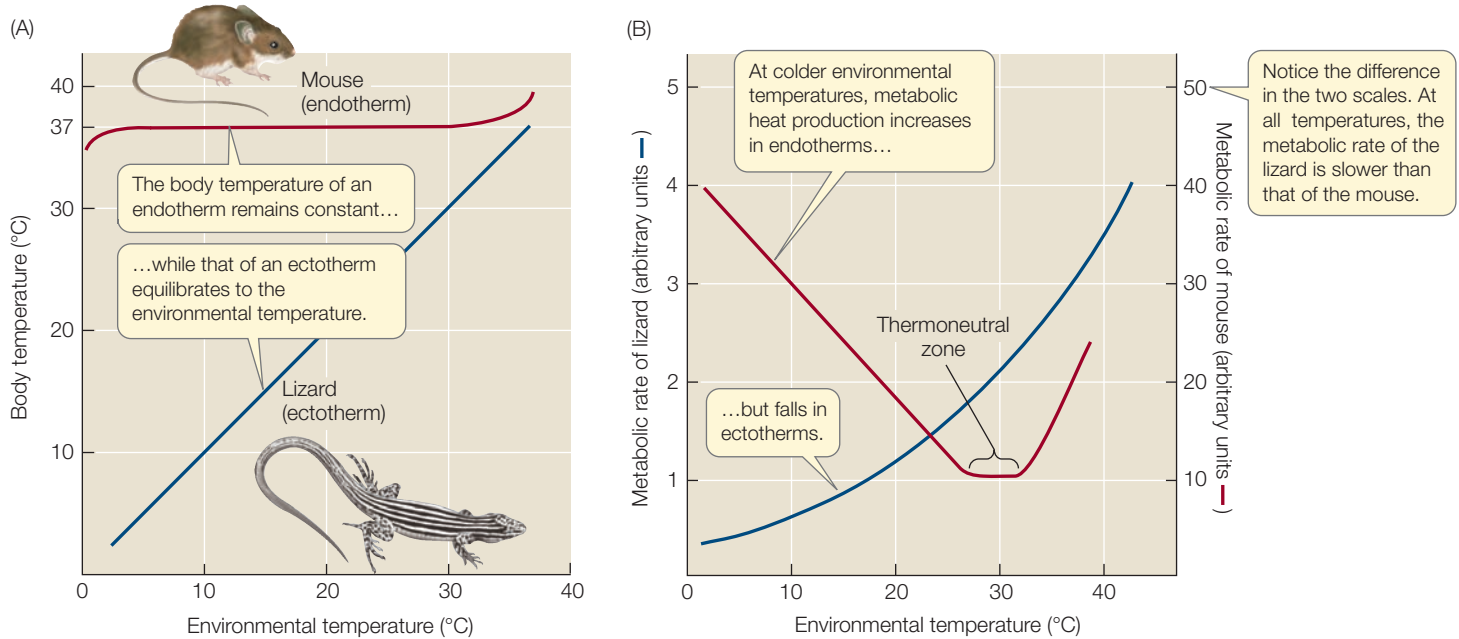 (A)
Mouse
(endotherm)
40
37
30
20
10
0
Body temperature (°C)
The body temperature of an
endotherm remains constant…
…while that of an ectotherm
equilibrates to the
environmental temperature.
Lizard
(ectotherm)
0
10
20
30
40
Environmental temperature (°C)
(B)
5
4
3
2
1
0
Metabolic rate of lizard (arbitrary units —)
At colder environmental
temperatures, metabolic
heat production increases
in endotherms…
Thermoneutral
zone
…but falls in
ectotherms.
10
20
30
40
Environmental temperature (°C)
50
40
30
20
10
Metabolic rate of mouse (arbitrary units —)
Notice the difference
in the two scales. At
all temperatures, the
metabolic rate of the
lizard is slower than
that of the mouse.